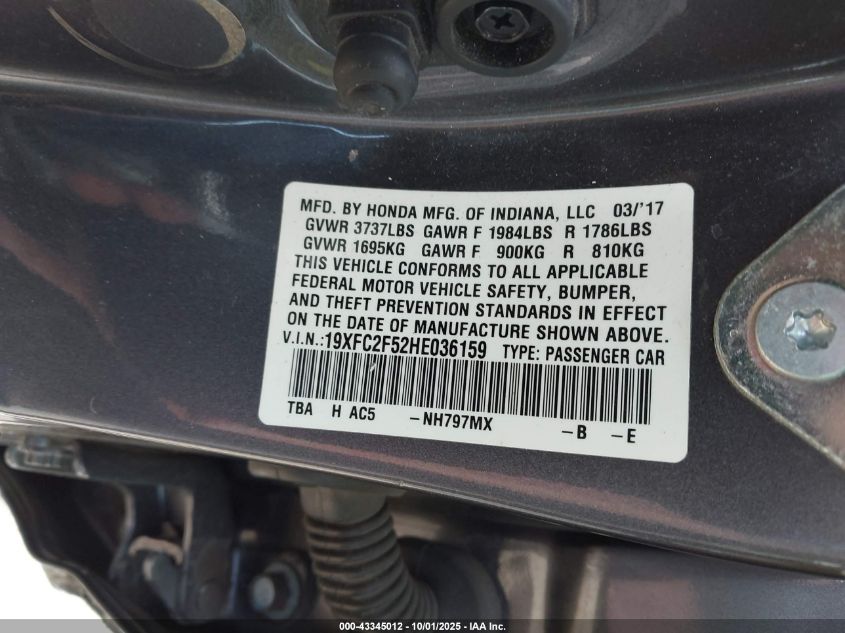 MFD. BY HONDA MFG. OF INDIANA, LLC 03/'17
GVWR 3737LBS GAWR F 1984LBS R 1786LBS
GVWR 1695KG GAWR F 900KG R 810KG
THIS VEHICLE CONFORMS TO ALL APPLICABLE
FEDERAL MOTOR VEHICLE SAFETY, BUMPER,
AND THEFT PREVENTION STANDARDS IN EFFECT
ON THE DATE OF MANUFACTURE SHOWN ABOVE.
V.I.N.:19XFC2F52HE036159 TYPE: PASSENGER CAR
TBA H AC5 –NH797MX –B –E
000-43345012 • 10/01/2025 – IAA Inc.